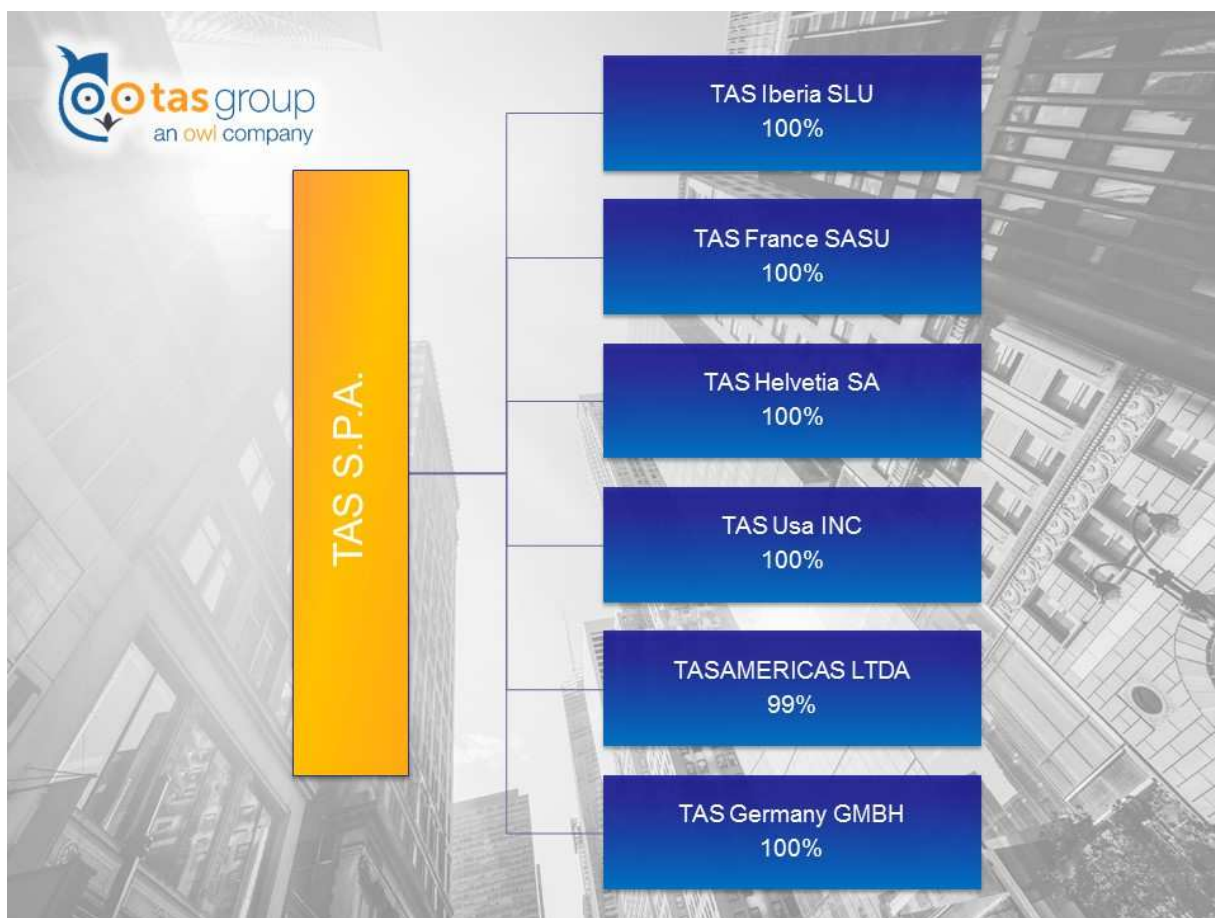 tas group
an owl company
TAS S.P.A.
TAS Iberia SLU
100%
TAS France SASU
100%
TAS Helvetia SA
100%
TAS Usa INC
100%
TASAMERICAS LTDA
99%
TAS Germany GMBH
100%